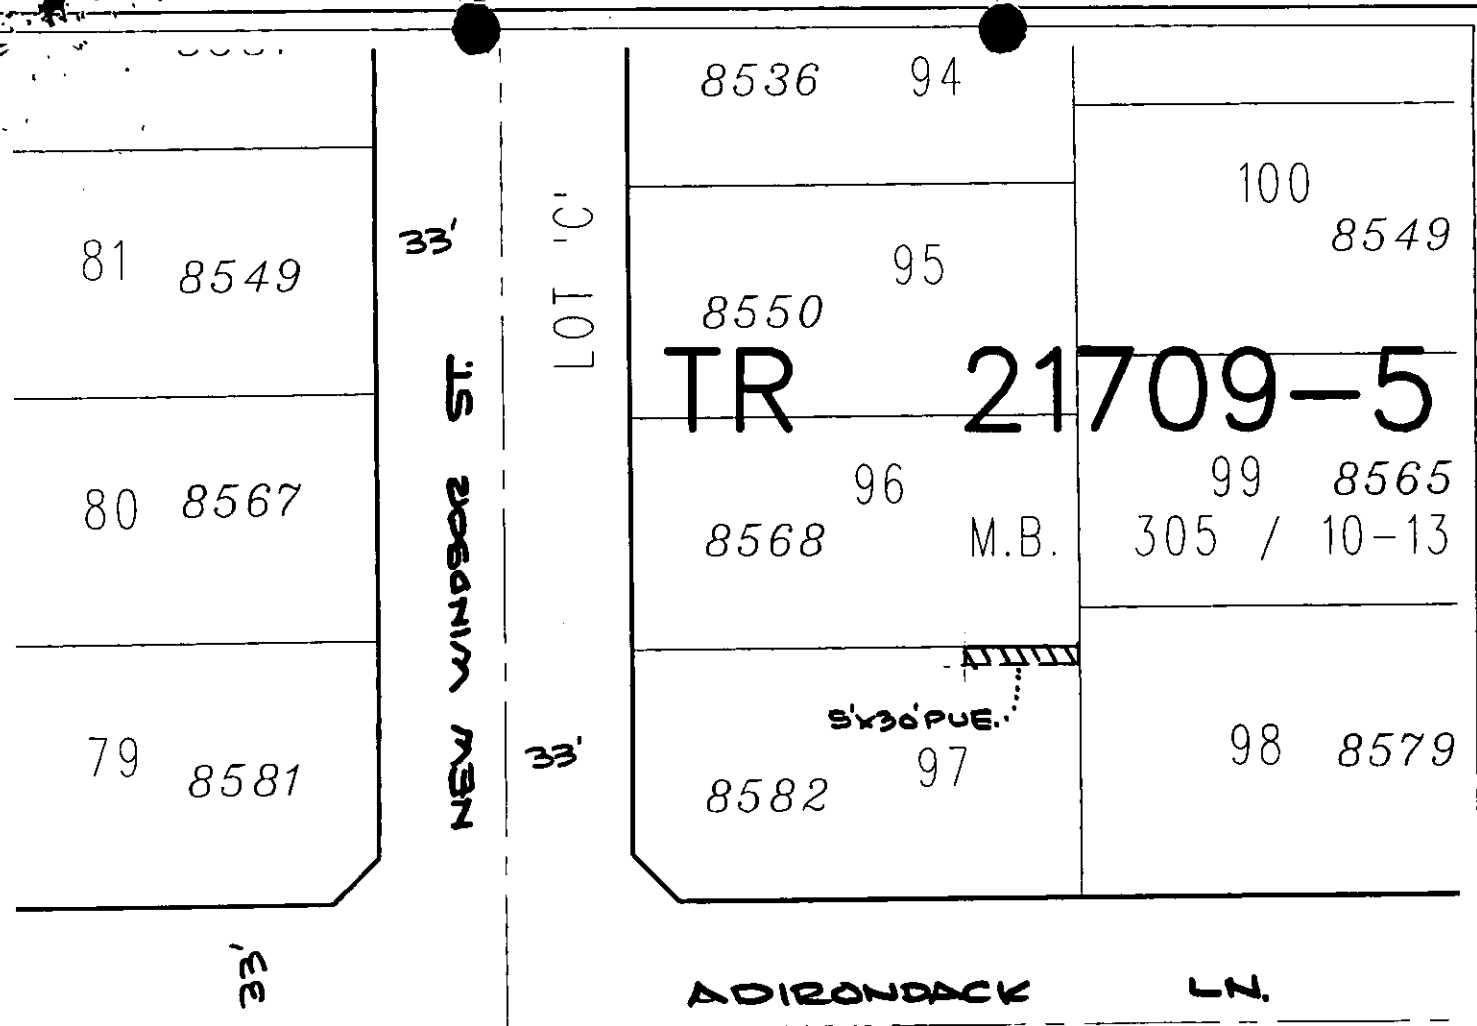 8536 94
100
8549
81 8549
33'
LOT 'C'
95
8550
TR 21709-5
NEW WINDSOR ST.
80 8567
96
8568
99 8565
M.B. 305 / 10-13
5'x30' PUE.
79 8581
33'
97
8582
98 8579
33'
ADIRONDACK LN.